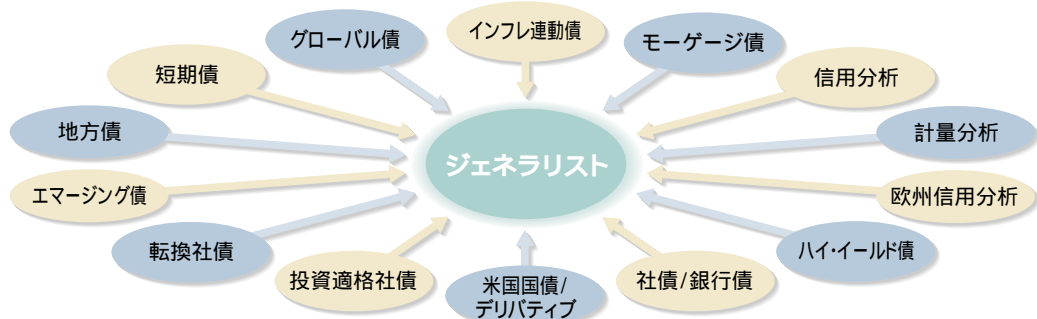 グローバル債
インフレ連動債
モーゲージ債
短期債
信用分析
地方債
計量分析
ジェネラリスト
エマージング債
欧州信用分析
転換社債
ハイ・イールド債
投資適格社債
米国国債/
デリバティブ
社債/銀行債